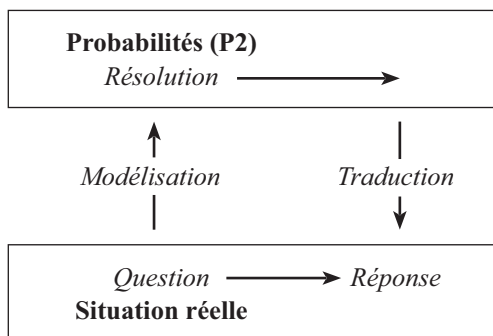 Probabilités (P2)
Résolution
Modélisation
Traduction
Question
Réponse
Situation réelle